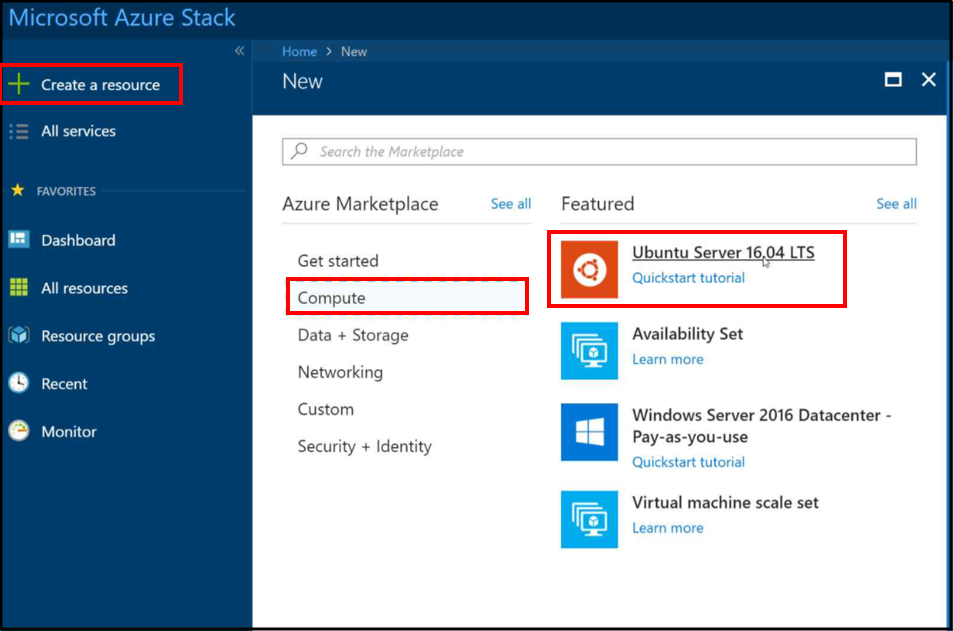 Microsoft Azure Stack
«
Create a resource
All services
FAVORITES
Dashboard
All resources
Resource groups
Recent
Monitor
Home > New
New
Search the Marketplace
Azure Marketplace
See all
Get started
Compute
Data + Storage
Networking
Custom
Security + Identity
Featured
See all
Ubuntu Server 16.04 LTS
Quickstart tutorial
Availability Set
Learn more
Windows Server 2016 Datacenter -
Pay-as-you-use
Quickstart tutorial
Virtual machine scale set
Learn more